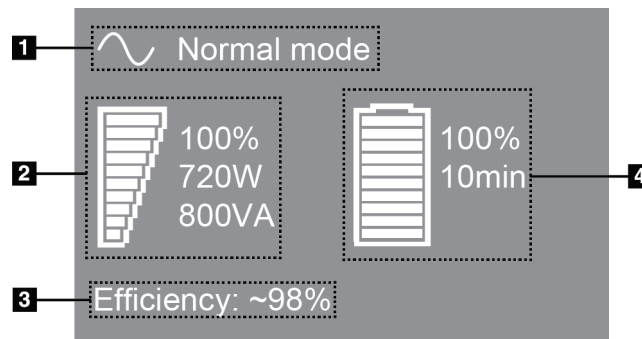 1 Normal mode
2 100% 100%
720W 10min 4
800VA
3 Efficiency: ~98%